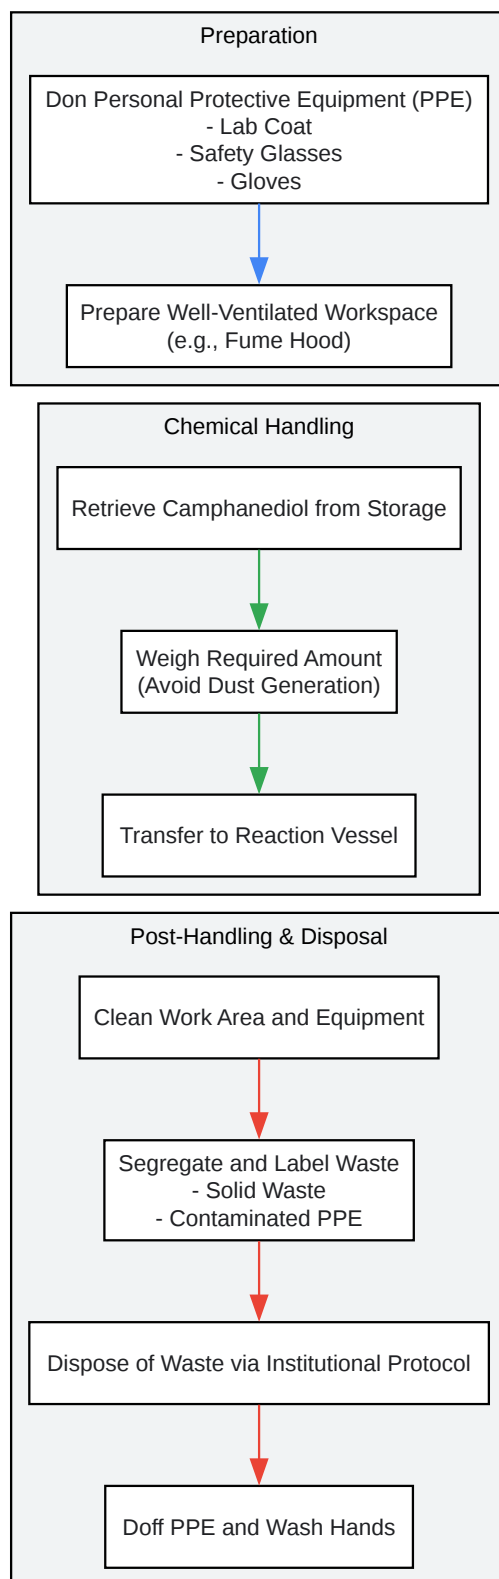 Preparation
Don Personal Protective Equipment (PPE)
- Lab Coat
- Safety Glasses
- Gloves
Prepare Well-Ventilated Workspace
(e.g., Fume Hood)
Chemical Handling
Retrieve Camphanediol from Storage
Weigh Required Amount
(Avoid Dust Generation)
Transfer to Reaction Vessel
Post-Handling & Disposal
Clean Work Area and Equipment
Segregate and Label Waste
- Solid Waste
- Contaminated PPE
Dispose of Waste via Institutional Protocol
Doff PPE and Wash Hands